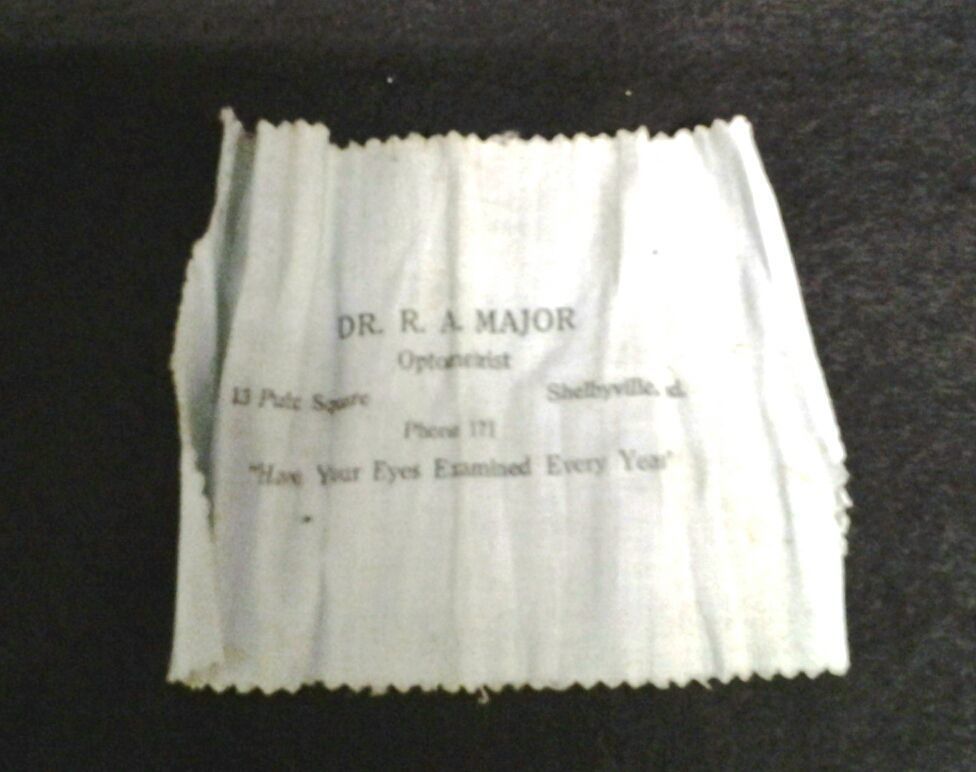 DR. R. A. MAJOR
Optometrist
13 Square Shelbyville,
Phone 171
"Have Your Eyes Examined Every Year"